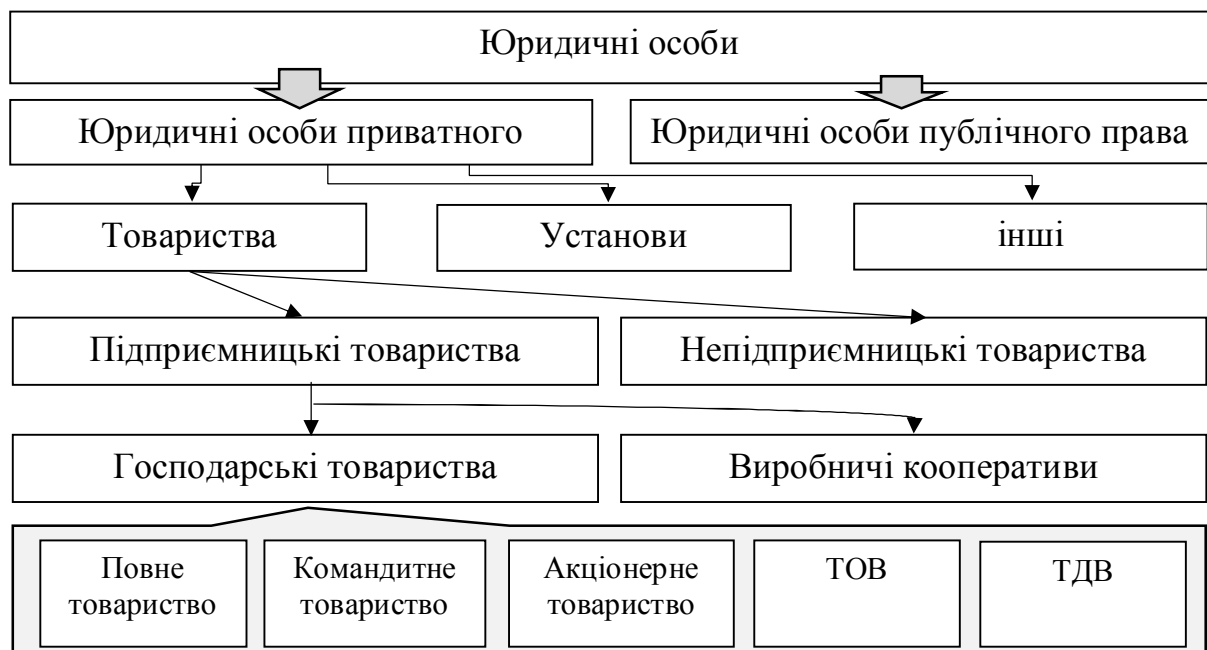 Юридичні особи
Юридичні особи приватного
Юридичні особи публічного права
Товариства
Установи
інші
Підприємницькі товариства
Непідприємницькі товариства
Господарські товариства
Виробничі кооперативи
Повне
товариство
Командитне
товариство
Акціонерне
товариство
ТОВ
ТДВ